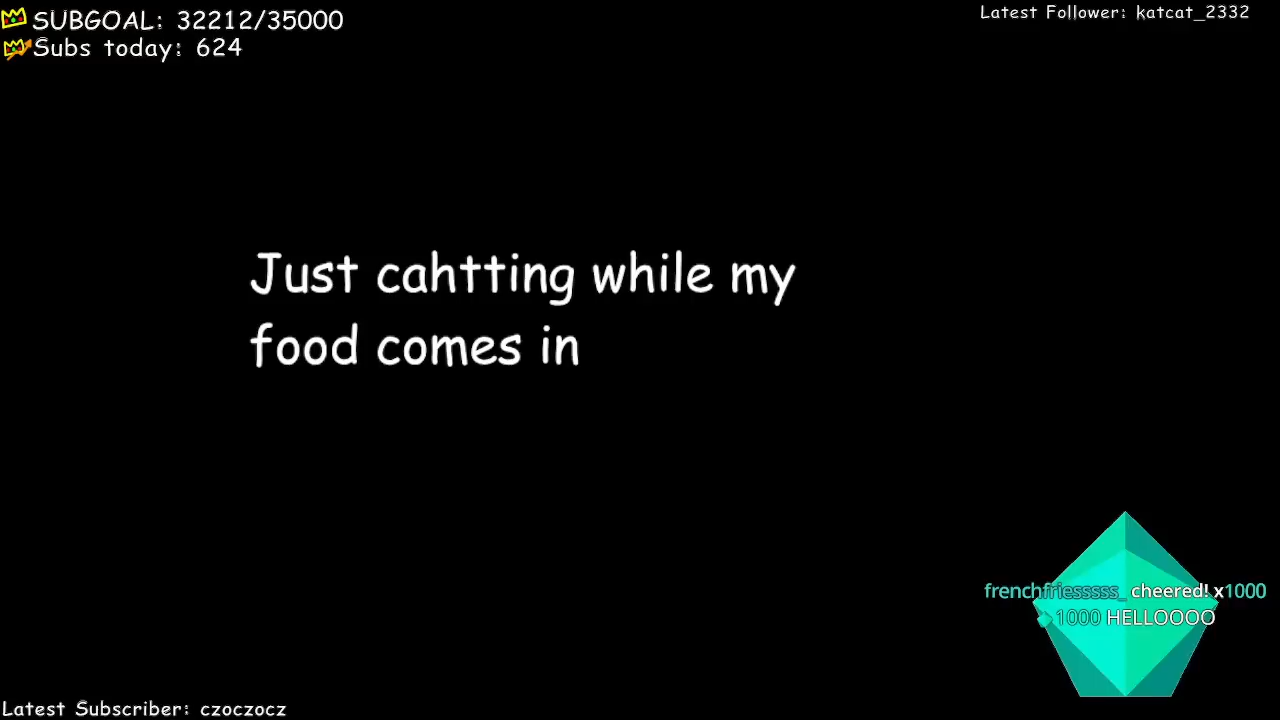 SUBGOAL: 32212/35000
Latest Follower: katcat_2332
Subs today: 624
Just cahtting while my
food comes in
frenchfriesssss_ cheered! x1000
1000 HELLOOOO
Latest Subscriber: czoczocz